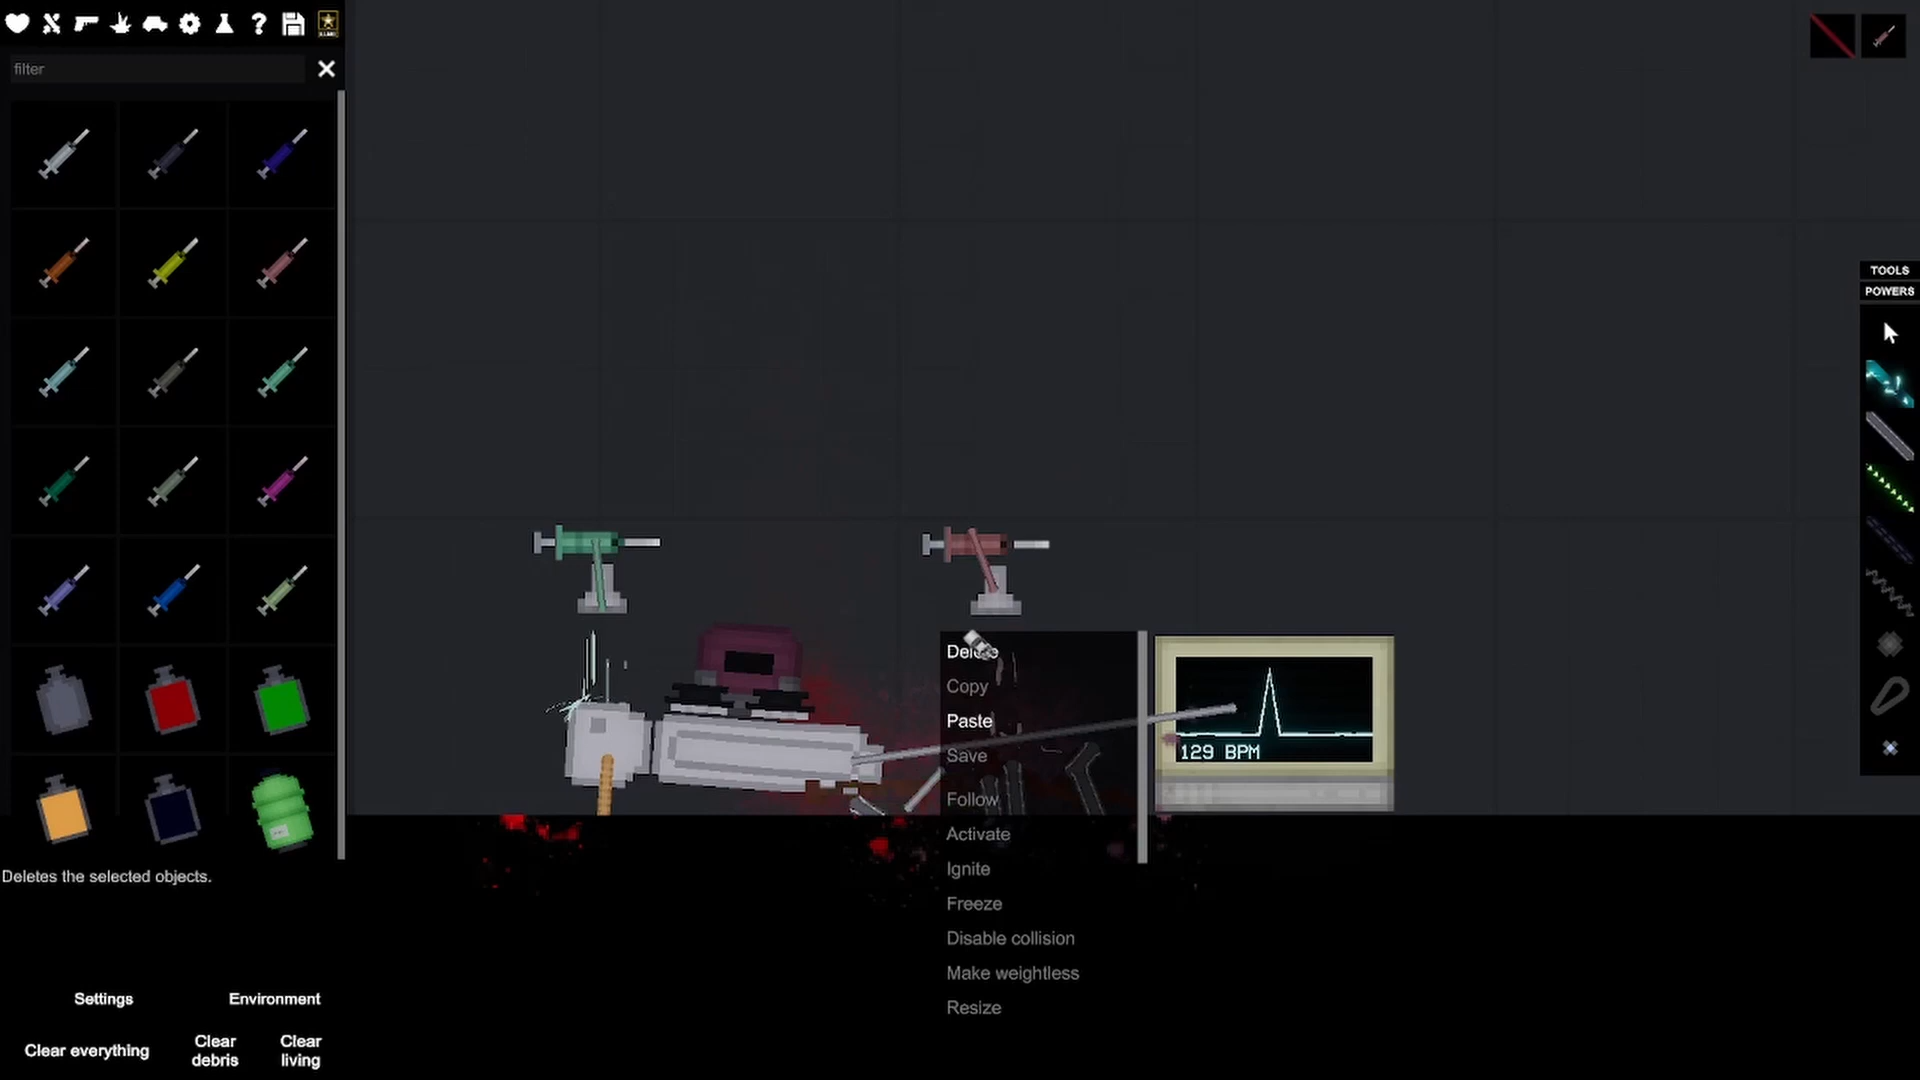 ?
filter
TOOLS
POWERS
Delete
Copy
Paste
Save
Follow
Activate
Ignite
Freeze
Disable collision
Make weightless
Resize
129 BPM
Deletes the selected objects.
Settings
Environment
Clear everything
Clear
debris
Clear
living